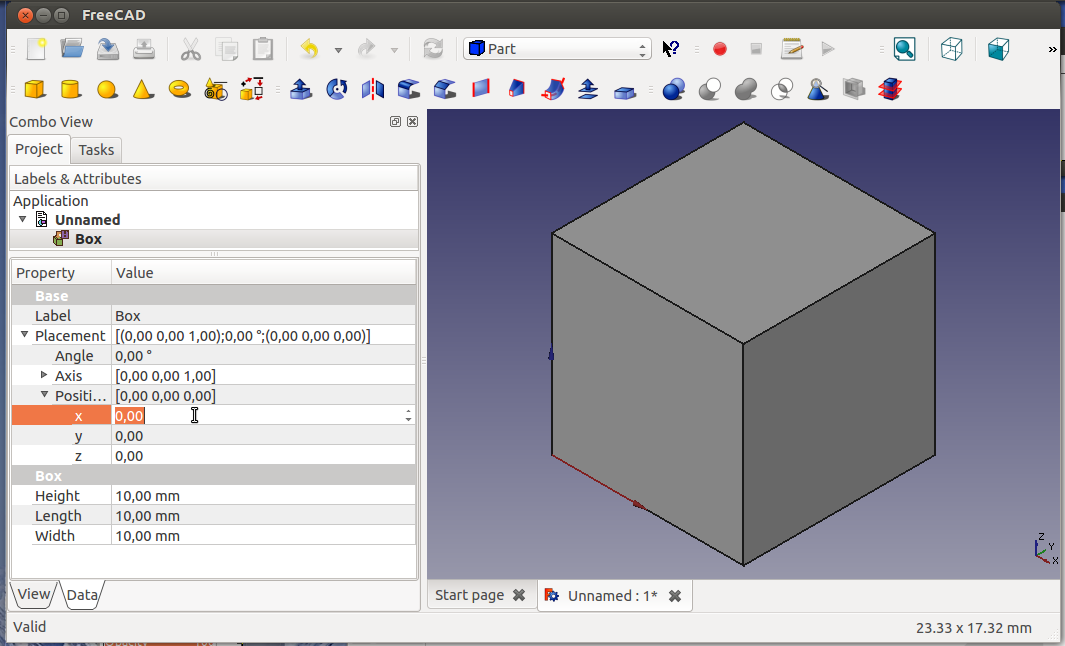 FreeCAD
Part
»
Combo View
Project Tasks
Labels & Attributes
Application
Unnamed
Box
Property Value
Base
Label Box
Placement [(0,00 0,00 1,00);0,00 °;(0,00 0,00 0,00)]
Angle 0,00 °
Axis [0,00 0,00 1,00]
Positi... [0,00 0,00 0,00]
x 0,00
y 0,00
z 0,00
Box
Height 10,00 mm
Length 10,00 mm
Width 10,00 mm
View Data
Z
Y
X
Start page Unnamed : 1*
Valid 23.33 x 17.32 mm